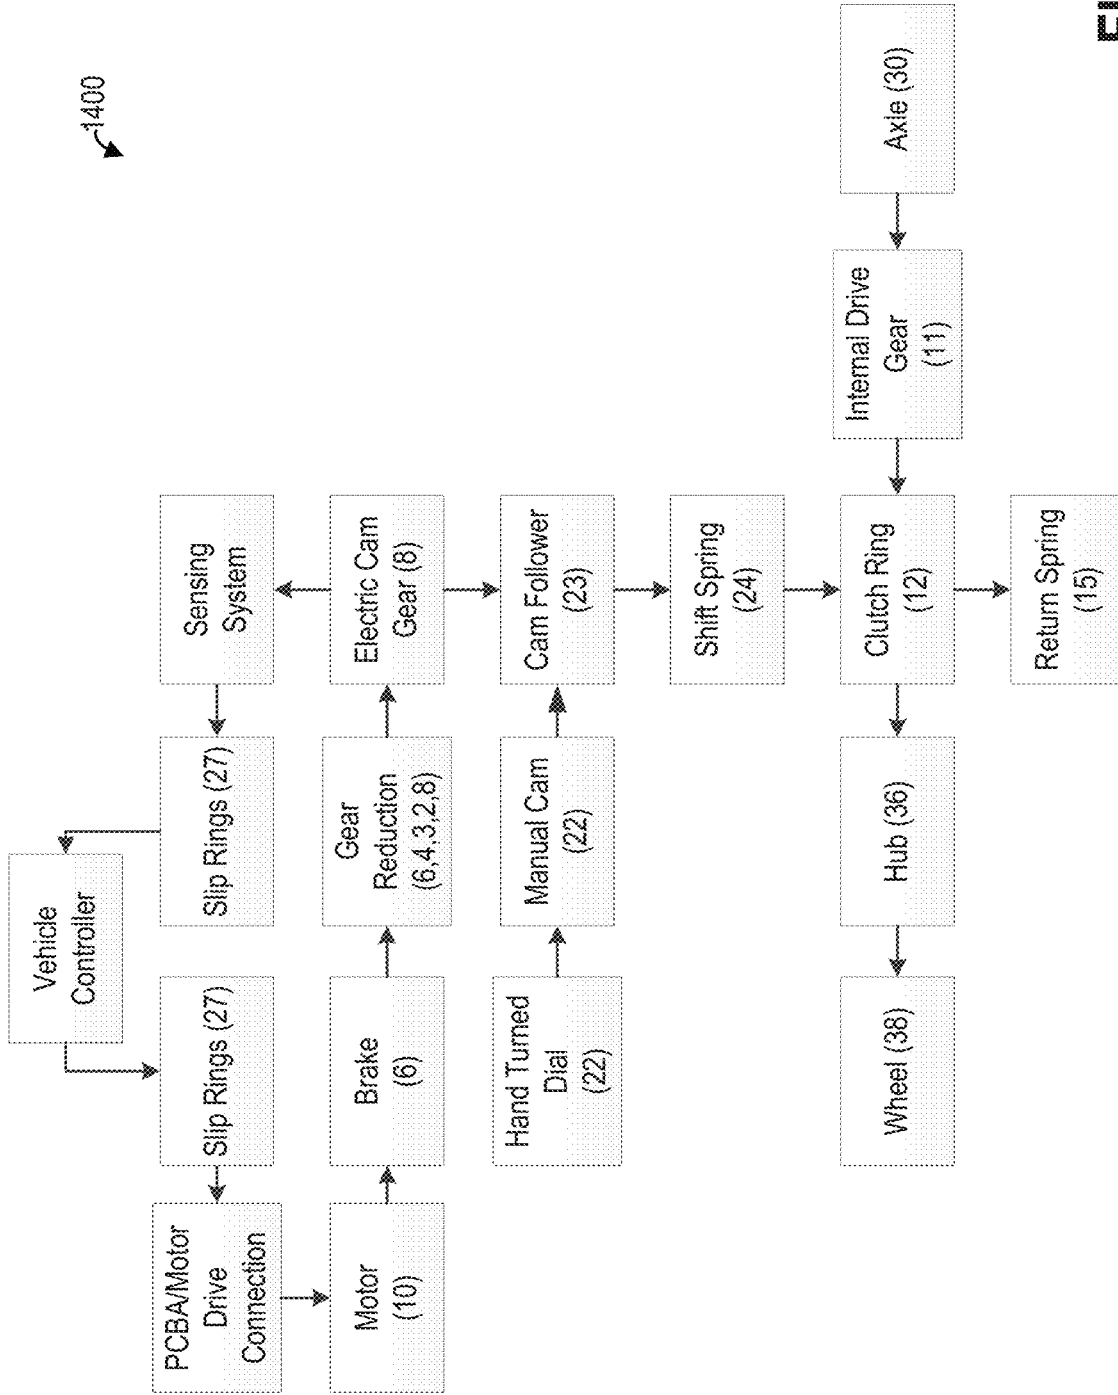 Vehicle
Controller
1400
PCBA/Motor
Drive
Connection
Slip Rings (27)
Slip Rings (27)
Sensing
System
Motor
(10)
Brake
(6)
Gear
Reduction
(6,4,3,2,8)
Electric Cam
Gear (8)
Hand Turned
Dial
(22)
Manual Cam
(22)
Cam Follower
(23)
Shift Spring
(24)
Wheel (38)
Hub (36)
Clutch Ring
(12)
Internal Drive
Gear
(11)
Axle (30)
Return Spring
(15)